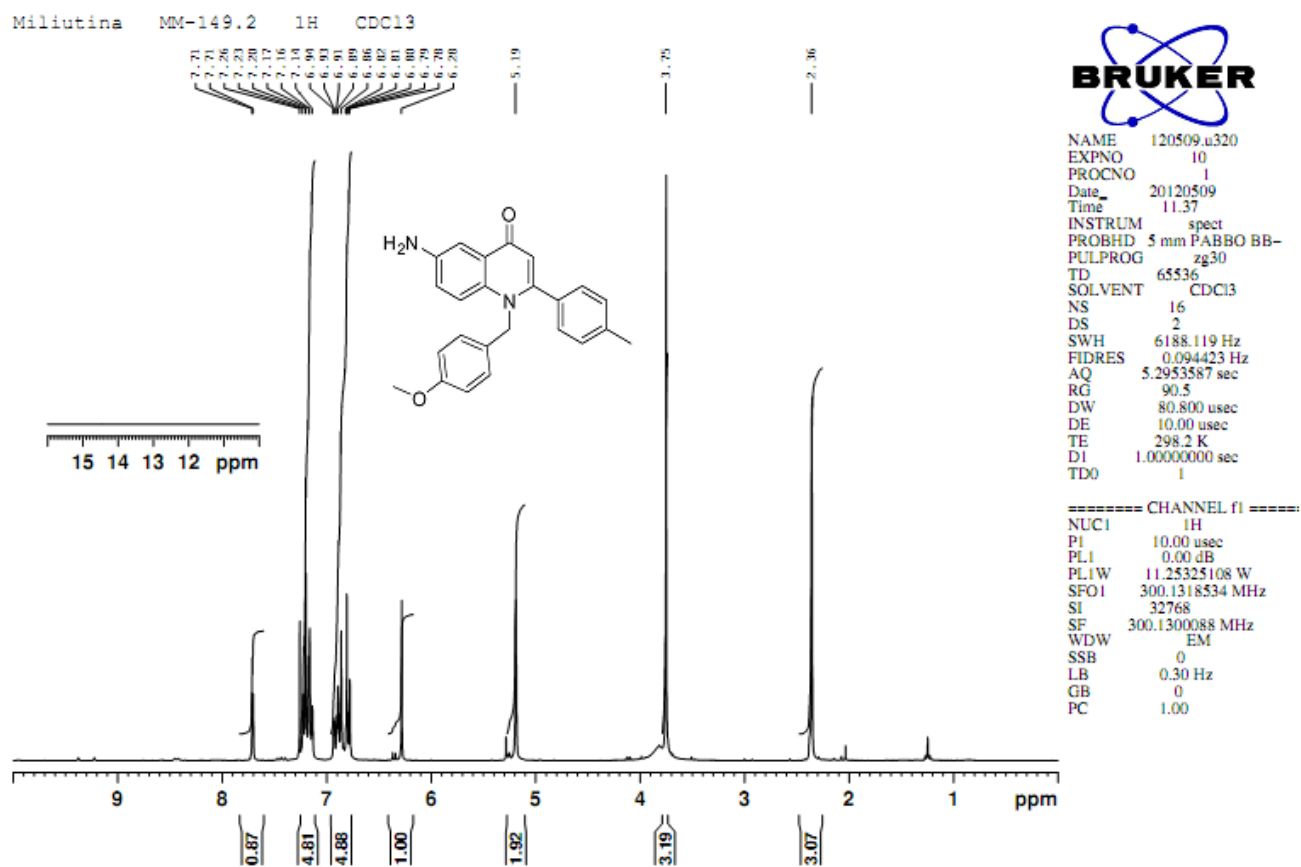 Miliutina MM-149.2 1H CDCl3
7.71 7.71 7.26 7.23 7.20 7.17 7.16 7.14 6.94 6.93 6.91 6.89 6.86 6.82 6.81 6.80 6.79 6.78 6.28 5.19 3.75 2.36
BRUKER
NAME 120509.u320
EXPNO 10
PROCNO 1
Date_ 20120509
Time 11.37
INSTRUM spect
PROBHD 5 mm PABBO BB-
PULPROG zg30
TD 65536
SOLVENT CDCl3
NS 16
DS 2
SWH 6188.119 Hz
FIDRES 0.094423 Hz
AQ 5.2953587 sec
RG 90.5
DW 80.800 usec
DE 10.00 usec
TE 298.2 K
D1 1.00000000 sec
TD0 1
======== CHANNEL f1 =====
NUC1 1H
P1 10.00 usec
PL1 0.00 dB
PL1W 11.25325108 W
SFO1 300.1318534 MHz
SI 32768
SF 300.1300088 MHz
WDW EM
SSB 0
LB 0.30 Hz
GB 0
PC 1.00
O
H2N
N
O
15 14 13 12 ppm
9 8 7 6 5 4 3 2 1 ppm
0.87 4.81 4.88 1.00 1.92 3.19 3.07